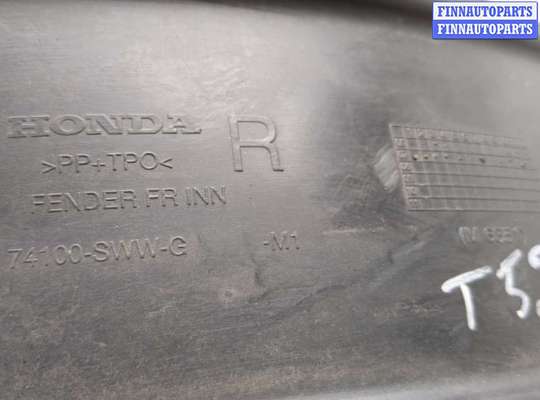 FINNAUTOPARTS
FINNAUTOPARTS
HONDA
R
>PP+TPO<
FENDER FR INN
74100-SWW-G -M1